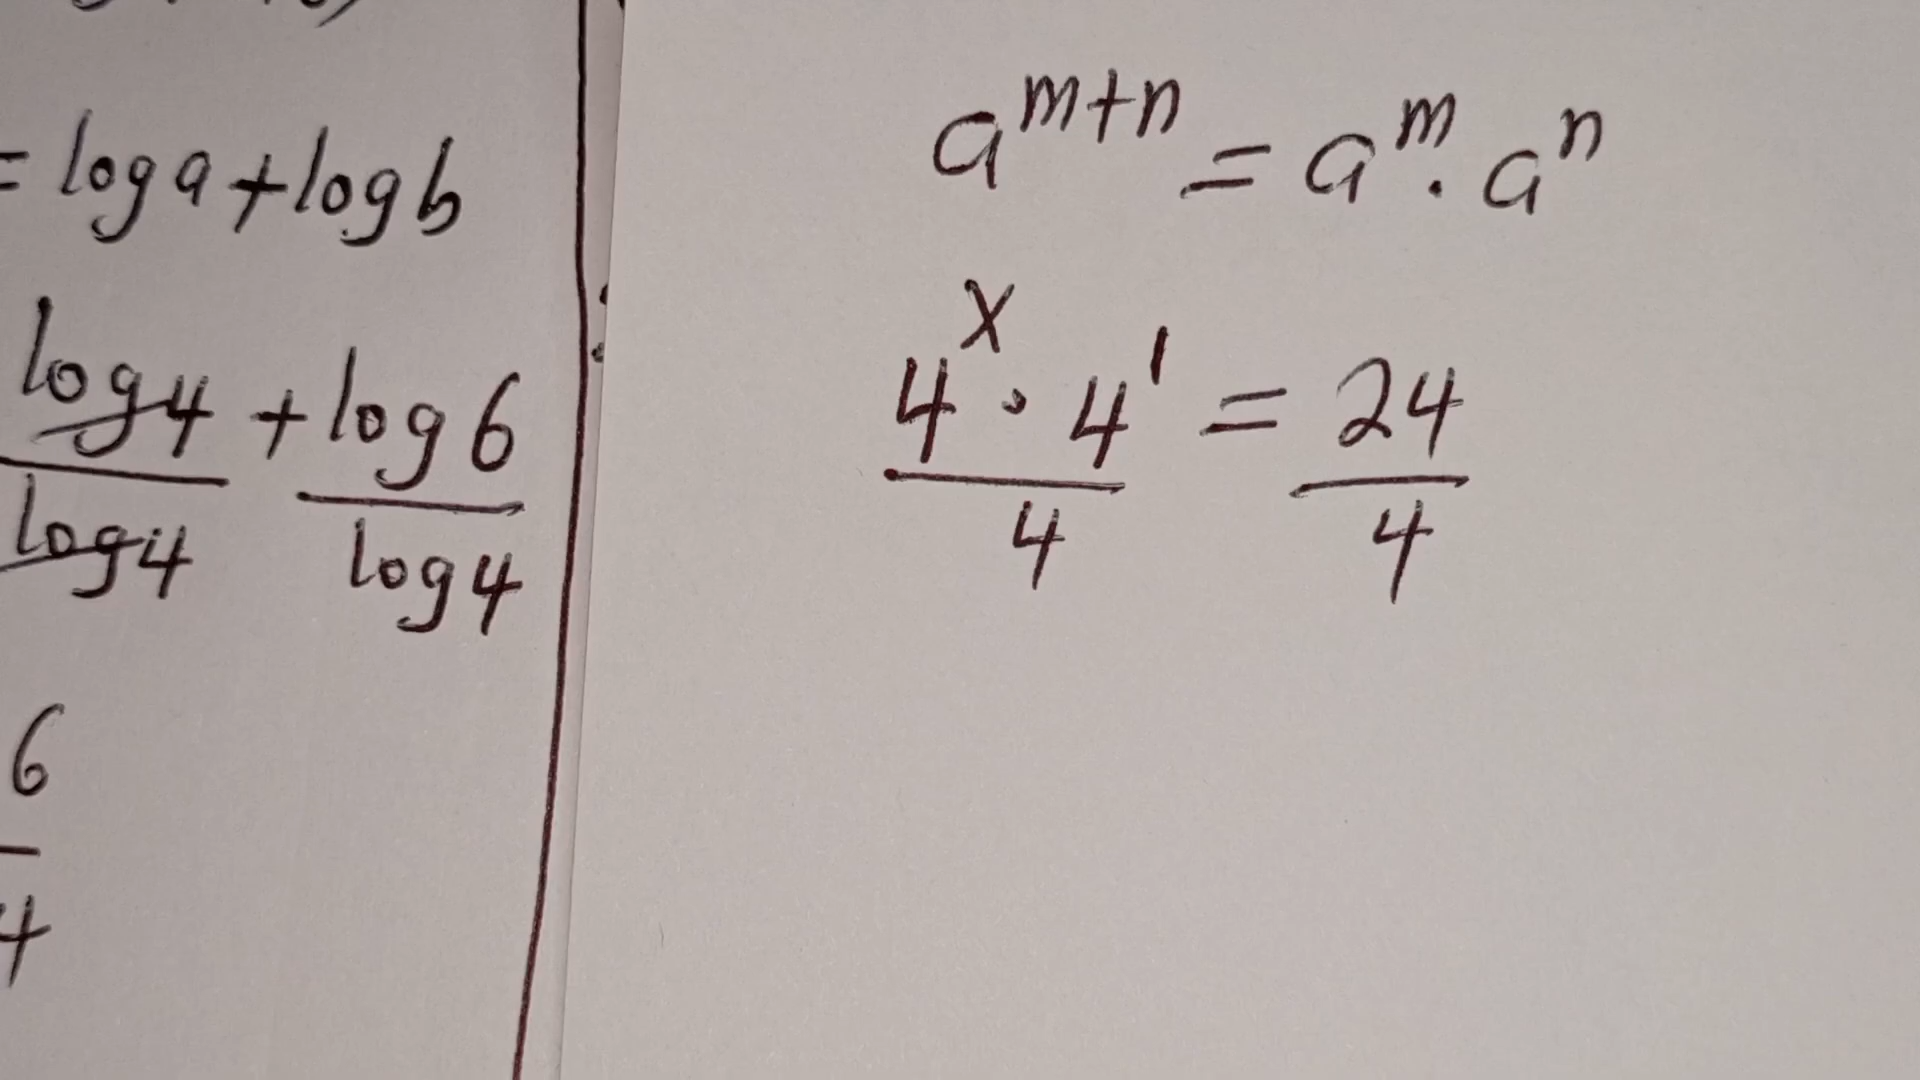 = log a + log b
log 4 + log 6
log 4 log 4
6
4
a^{m+n} = a^m . a^n
4^x · 4^1 = 24
4 4